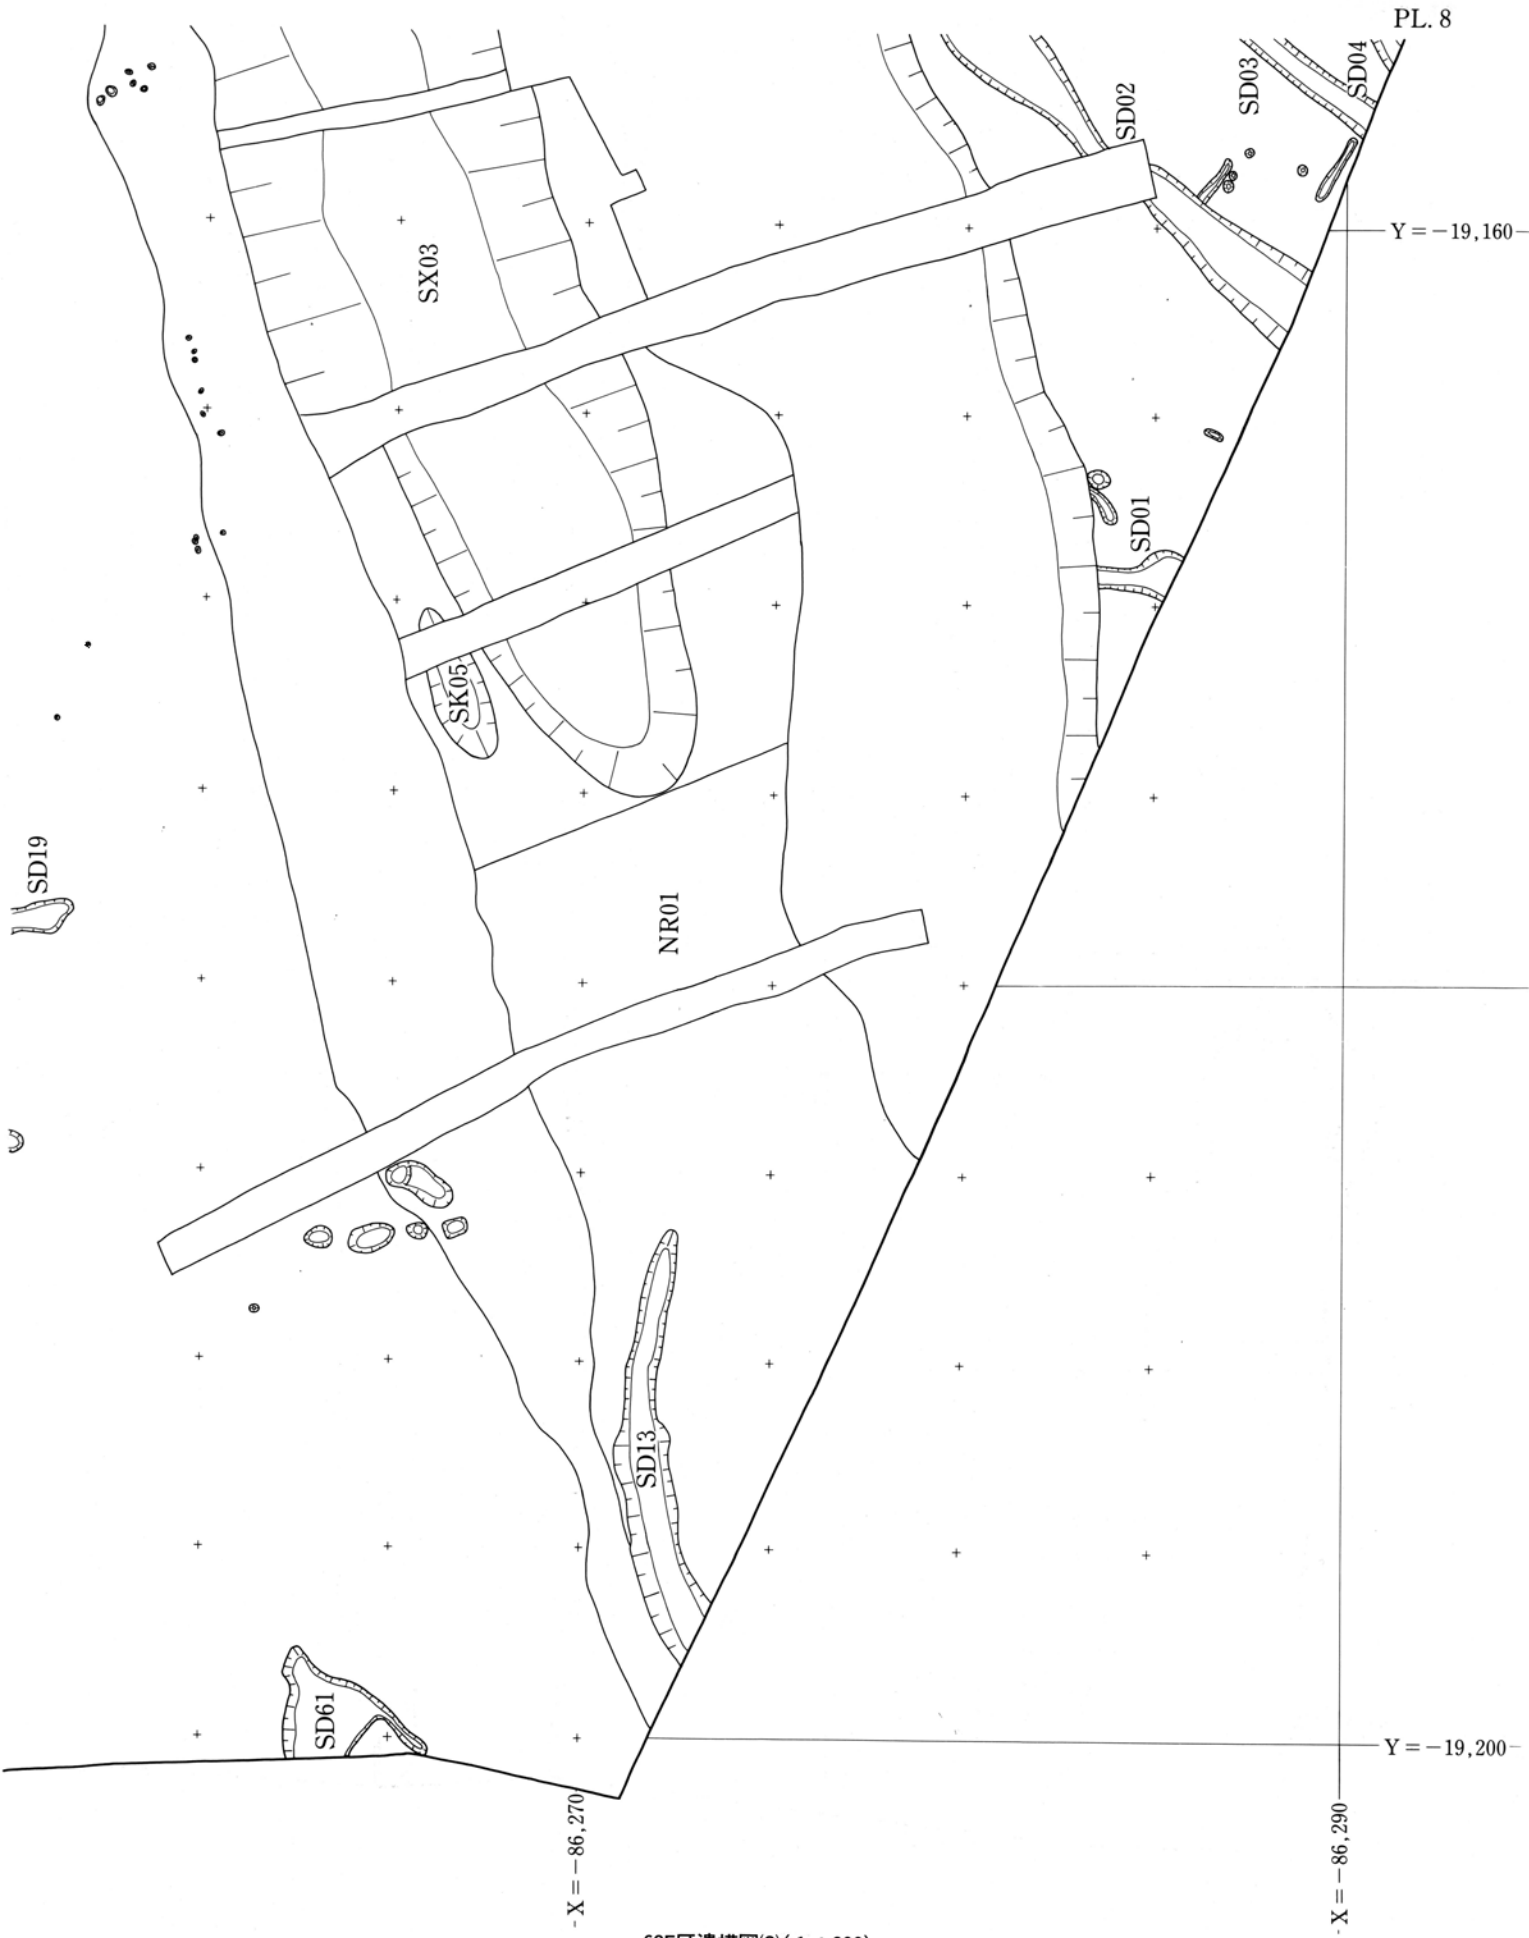 PL. 8
SD04
SD03
SD02
Y = −19,160
SX03
SD01
SK05
SD19
NR01
SD13
SD61
Y = −19,200
X = −86,270
X = −86,290